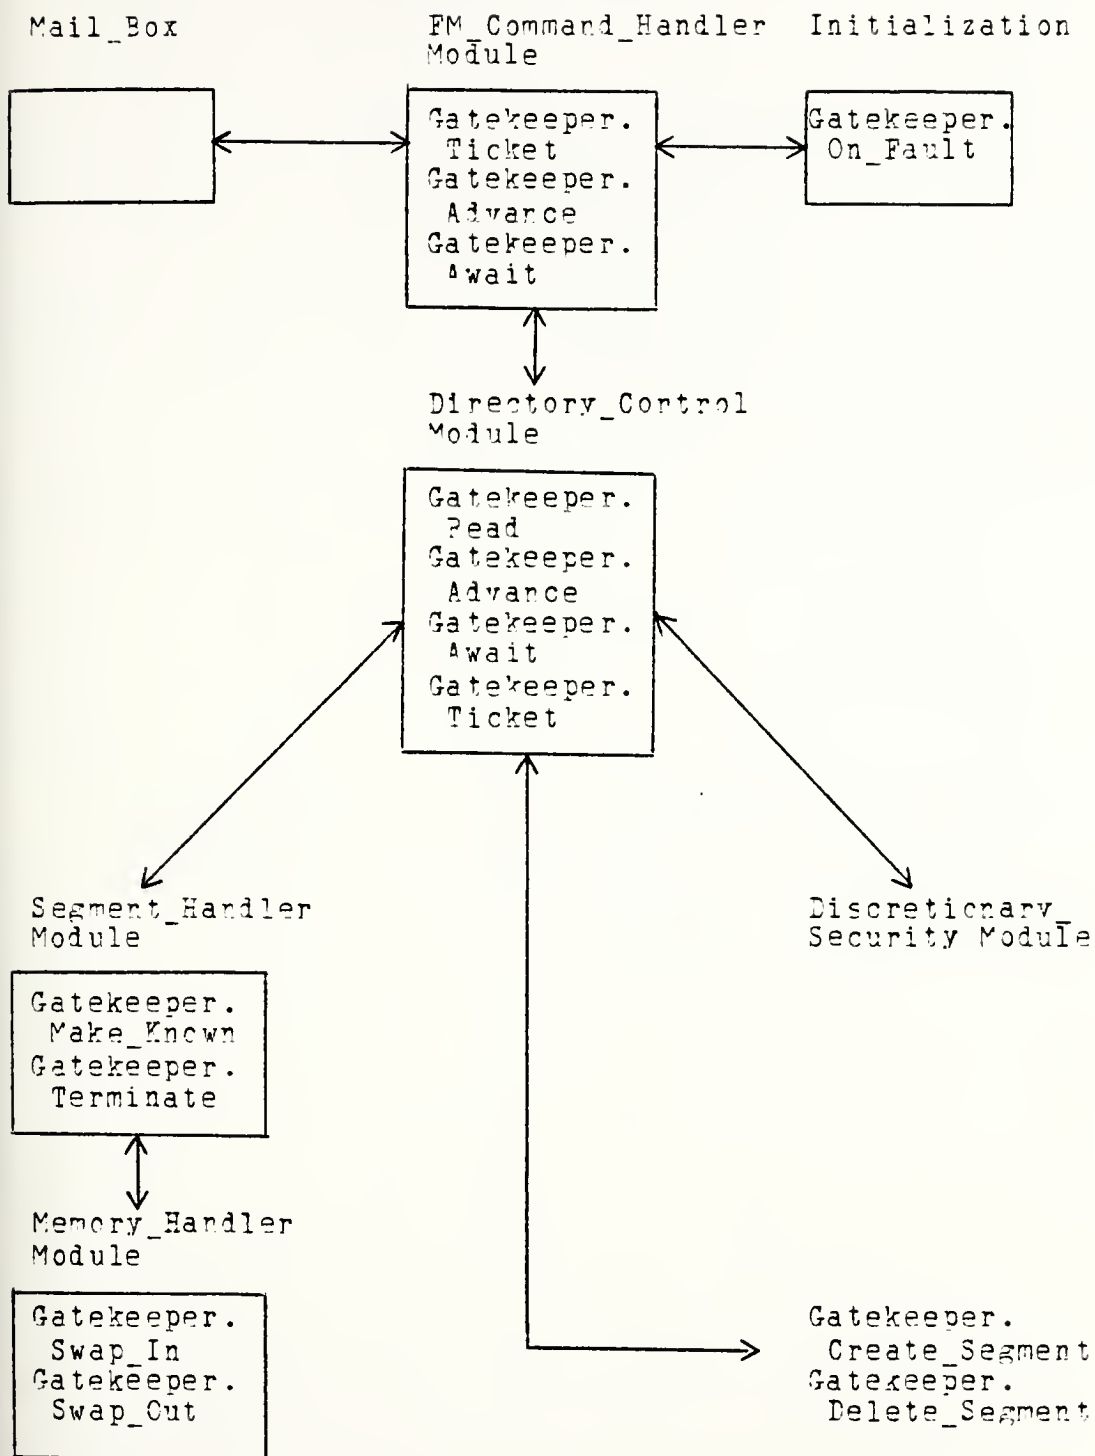 Mail_Box
FM_Command_Handler
Module
Initialization
Gatekeeper.
Ticket
Gatekeeper.
Advance
Gatekeeper.
Await
Gatekeeper.
On_Fault
Directory_Control
Module
Gatekeeper.
Read
Gatekeeper.
Advance
Gatekeeper.
Await
Gatekeeper.
Ticket
Segment_Handler
Module
Discretionary_
Security Module
Gatekeeper.
Make_Known
Gatekeeper.
Terminate
Memory_Handler
Module
Gatekeeper.
Swap_In
Gatekeeper.
Swap_Out
Gatekeeper.
Create_Segment
Gatekeeper.
Delete_Segment